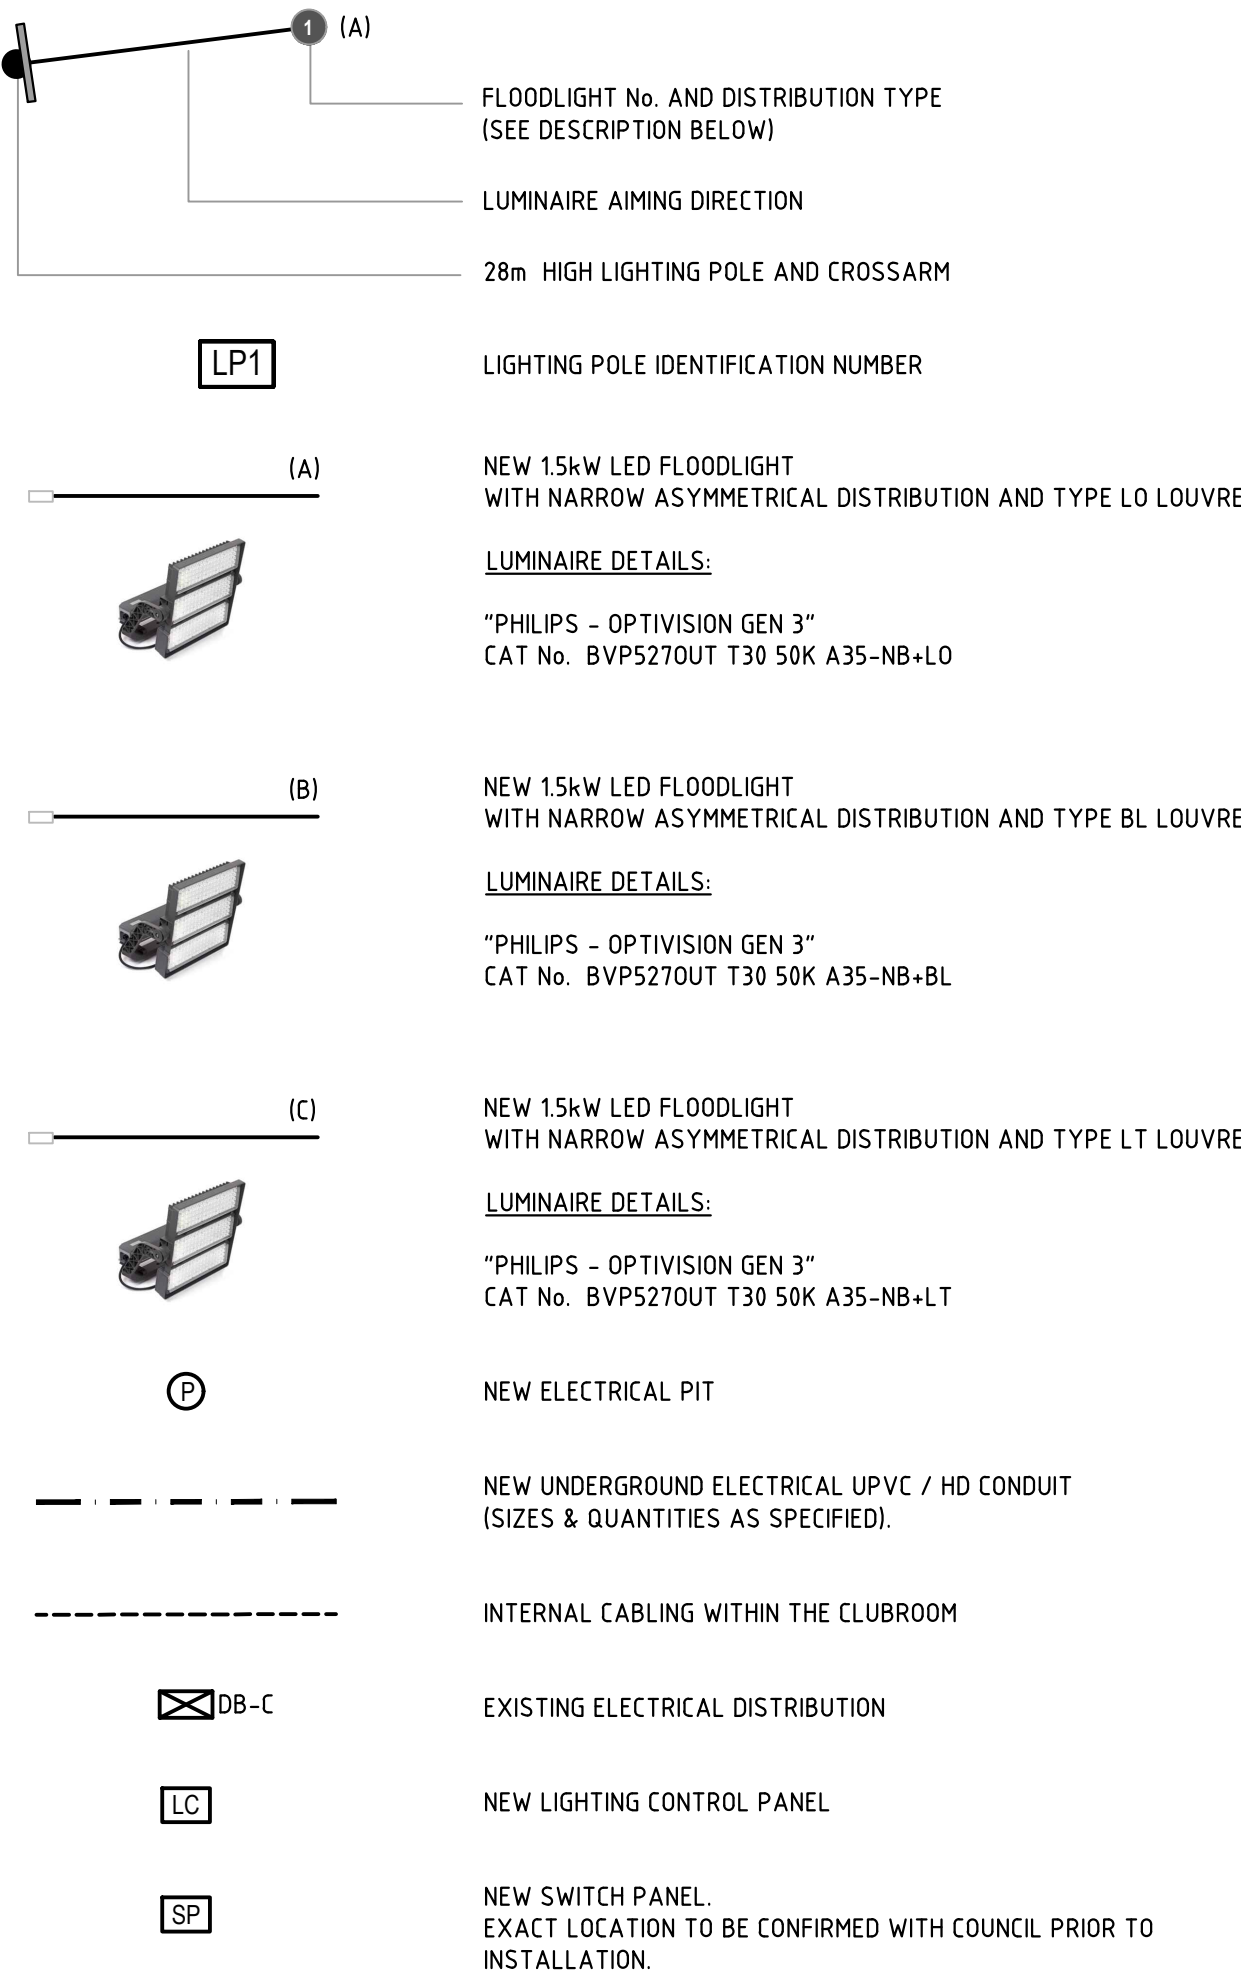 1 (A)
FLOODLIGHT No. AND DISTRIBUTION TYPE
(SEE DESCRIPTION BELOW)
LUMINAIRE AIMING DIRECTION
28m HIGH LIGHTING POLE AND CROSSARM
LP1 LIGHTING POLE IDENTIFICATION NUMBER
(A) NEW 1.5kW LED FLOODLIGHT
WITH NARROW ASYMMETRICAL DISTRIBUTION AND TYPE LO LOUVRE
LUMINAIRE DETAILS:
"PHILIPS - OPTIVISION GEN 3"
CAT No. BVP527OUT T30 50K A35-NB+LO
(B) NEW 1.5kW LED FLOODLIGHT
WITH NARROW ASYMMETRICAL DISTRIBUTION AND TYPE BL LOUVRE
LUMINAIRE DETAILS:
"PHILIPS - OPTIVISION GEN 3"
CAT No. BVP527OUT T30 50K A35-NB+BL
(C) NEW 1.5kW LED FLOODLIGHT
WITH NARROW ASYMMETRICAL DISTRIBUTION AND TYPE LT LOUVRE
LUMINAIRE DETAILS:
"PHILIPS - OPTIVISION GEN 3"
CAT No. BVP527OUT T30 50K A35-NB+LT
P NEW ELECTRICAL PIT
NEW UNDERGROUND ELECTRICAL UPVC / HD CONDUIT
(SIZES & QUANTITIES AS SPECIFIED).
INTERNAL CABLING WITHIN THE CLUBROOM
DB-C EXISTING ELECTRICAL DISTRIBUTION
LC NEW LIGHTING CONTROL PANEL
SP NEW SWITCH PANEL.
EXACT LOCATION TO BE CONFIRMED WITH COUNCIL PRIOR TO
INSTALLATION.